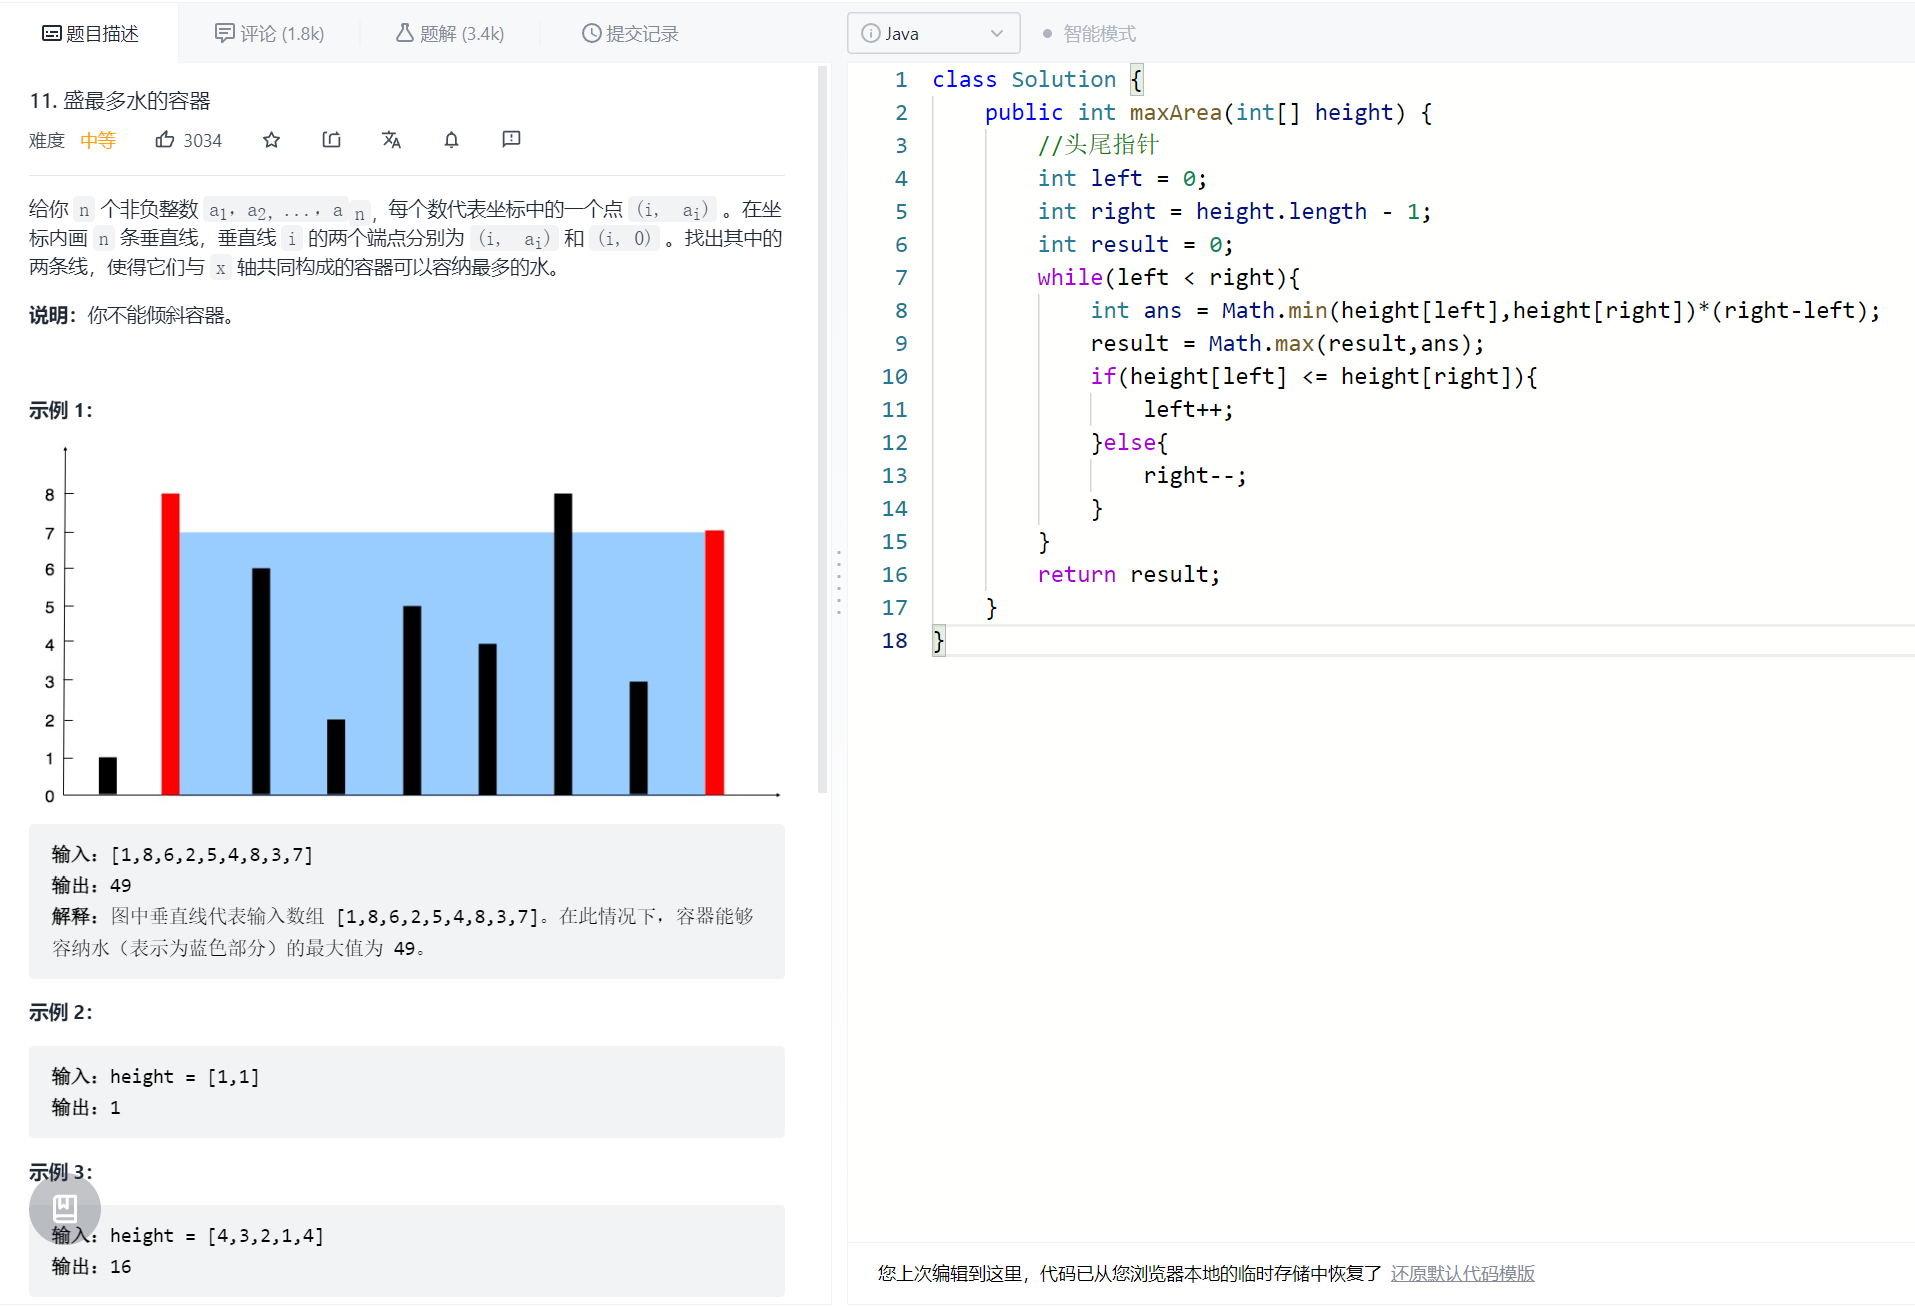 题目描述
评论 (1.8k)
题解 (3.4k)
提交记录
11. 盛最多水的容器
难度 中等 3034
给你 n 个非负整数 a1，a2，...，a n，每个数代表坐标中的一个点 (i, ai) 。在坐
标内画 n 条垂直线，垂直线 i 的两个端点分别为 (i, ai) 和 (i, 0) 。找出其中的
两条线，使得它们与 x 轴共同构成的容器可以容纳最多的水。
说明：你不能倾斜容器。
示例 1：
8
7
6
5
4
3
2
1
0
输入：[1,8,6,2,5,4,8,3,7]
输出：49
解释：图中垂直线代表输入数组 [1,8,6,2,5,4,8,3,7]。在此情况下，容器能够
容纳水（表示为蓝色部分）的最大值为 49。
示例 2：
输入：height = [1,1]
输出：1
示例 3：
输入：height = [4,3,2,1,4]
输出：16
Java
智能模式
1 class Solution {
2 public int maxArea(int[] height) {
3 //头尾指针
4 int left = 0;
5 int right = height.length - 1;
6 int result = 0;
7 while(left < right){
8 int ans = Math.min(height[left],height[right])*(right-left);
9 result = Math.max(result,ans);
10 if(height[left] <= height[right]){
11 left++;
12 }else{
13 right--;
14 }
15 }
16 return result;
17 }
18 }
您上次编辑到这里，代码已从您浏览器本地的临时存储中恢复了 还原默认代码模版